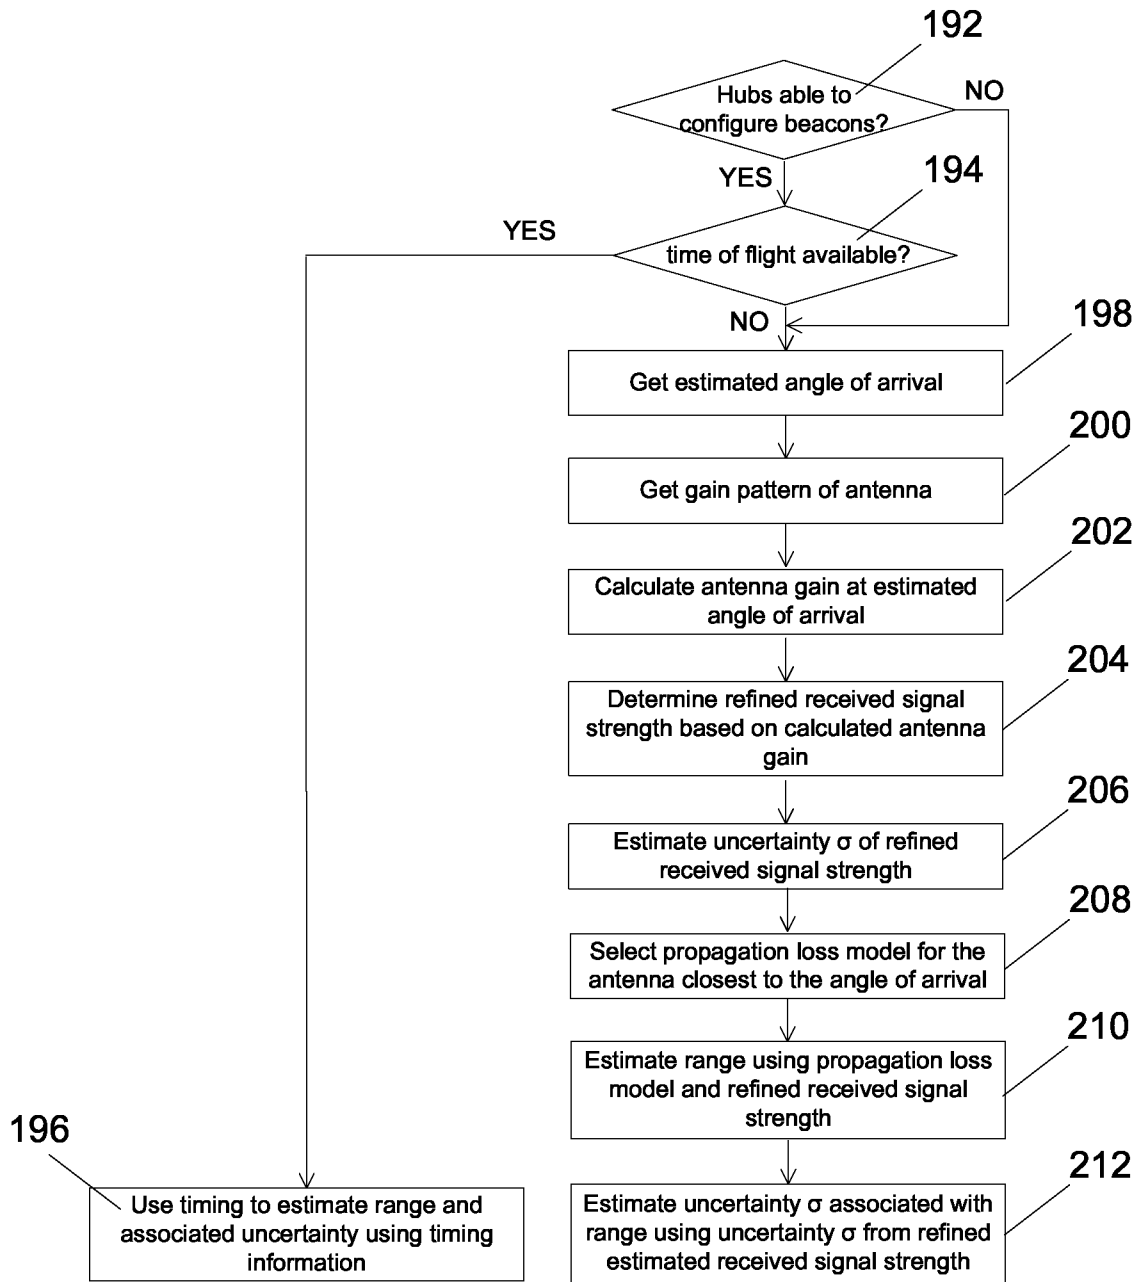 192
Hubs able to
configure beacons?
NO
YES
194
YES
time of flight available?
NO
198
Get estimated angle of arrival
200
Get gain pattern of antenna
202
Calculate antenna gain at estimated
angle of arrival
204
Determine refined received signal
strength based on calculated antenna
gain
206
Estimate uncertainty σ of refined
received signal strength
208
Select propagation loss model for the
antenna closest to the angle of arrival
210
Estimate range using propagation loss
model and refined received signal
strength
196
Use timing to estimate range and
associated uncertainty using timing
information
212
Estimate uncertainty σ associated with
range using uncertainty σ from refined
estimated received signal strength